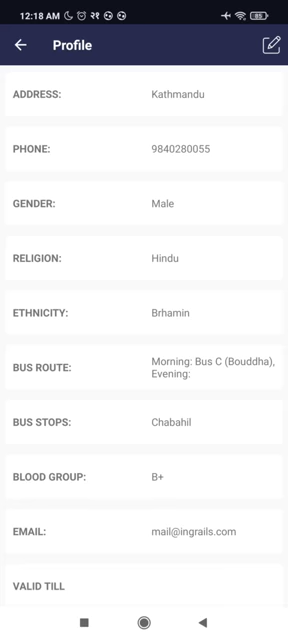 12:18 AM २१ 85
Profile
ADDRESS: Kathmandu
PHONE: 9840280055
GENDER: Male
RELIGION: Hindu
ETHNICITY: Brhamin
BUS ROUTE: Morning: Bus C (Bouddha),
Evening:
BUS STOPS: Chabahil
BLOOD GROUP: B+
EMAIL: mail@ingrails.com
VALID TILL